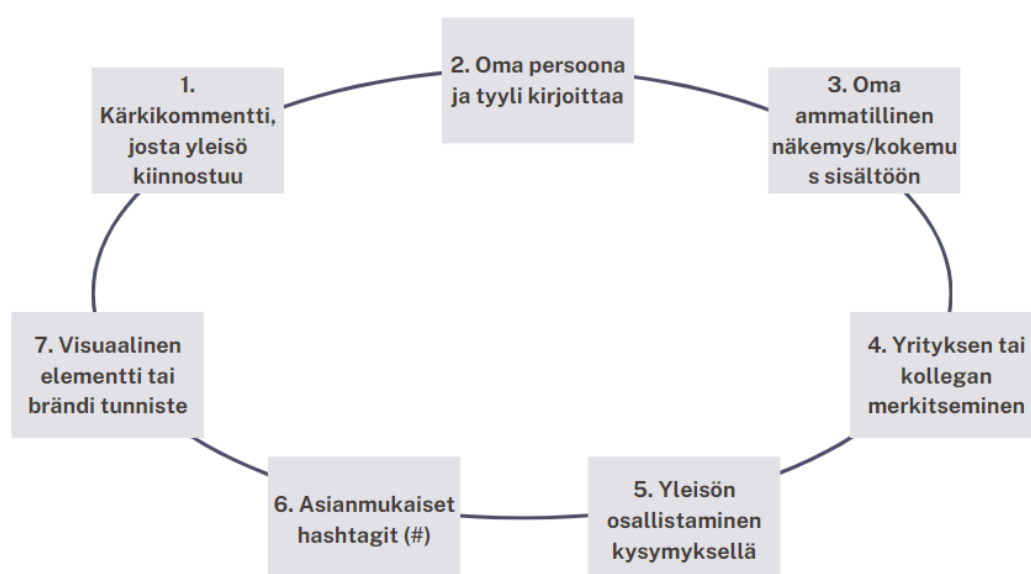 1.
Kärkikommentti,
josta yleisö
kiinnostuu
2. Oma persoona
ja tyyli kirjoittaa
3. Oma
ammatillinen
näkemys/kokemu
s sisältöön
4. Yrityksen tai
kollegan
merkitseminen
5. Yleisön
osallistaminen
kysymyksellä
6. Asianmukaiset
hashtagit (#)
7. Visuaalinen
elementti tai
brändi tunniste